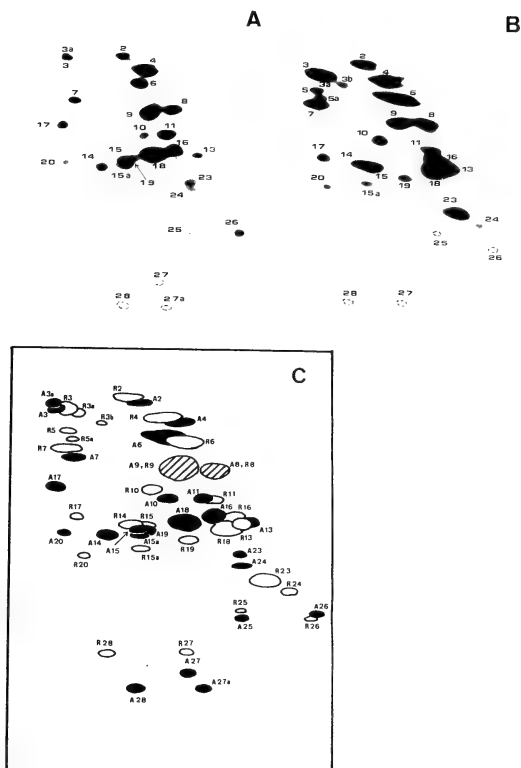 A
3a
3
2
4
6
7
8
9
17
10
11
16
15
13
20
14
18
15a
19
23
24
25
26
27
28
27a
B
2
3
3a
3b
4
5
5a
6
7
9
8
10
11
17
14
16
13
15
18
20
15a
19
23
24
25
26
28
27
C
R2
A3a
R3
A2
A3
R3a
R3b
R4
A4
R5
R5a
A6
R6
R7
A7
A9,R9
A8,R8
A17
R10
A10
A11
R11
R17
R14
R15
A18
A16
R16
A20
A14
A19
A13
R13
R18
A15
A15a
R19
R20
R15a
A23
A24
R23
R24
R25
A26
A25
R26
R28
R27
A27
A28
A27a